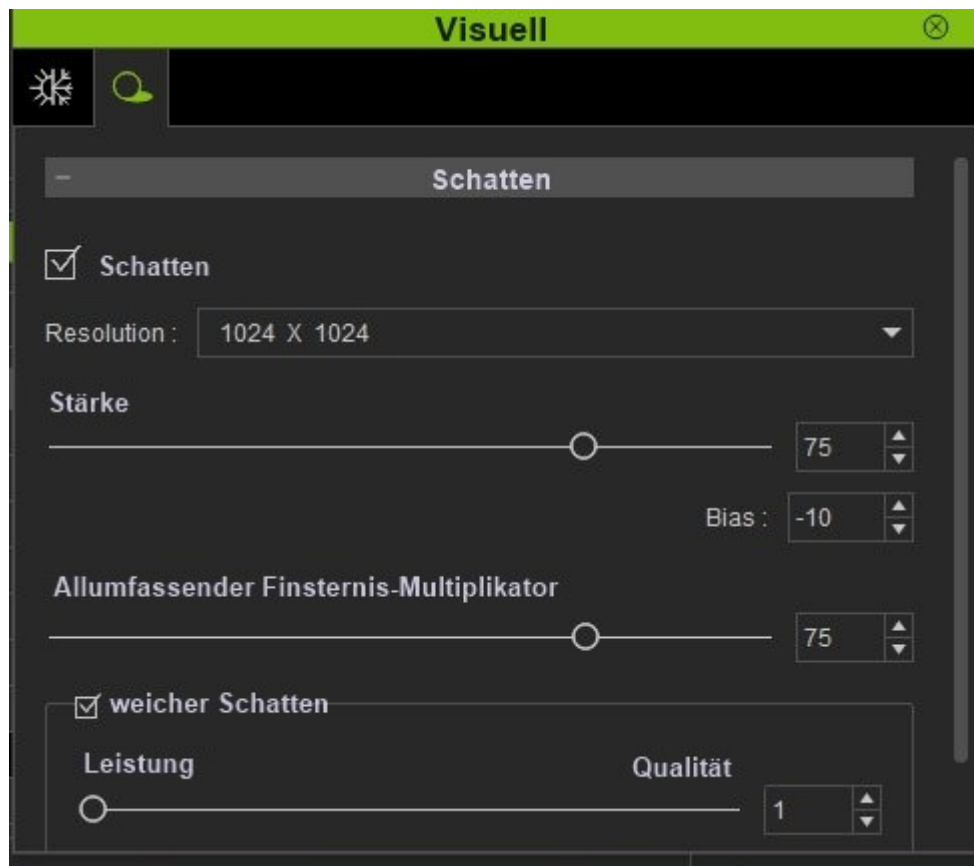 Visuell
Schatten
Schatten
Resolution : 1024 X 1024
Stärke
75
Bias : -10
Allumfassender Finsternis-Multiplikator
75
weicher Schatten
Leistung Qualität
1